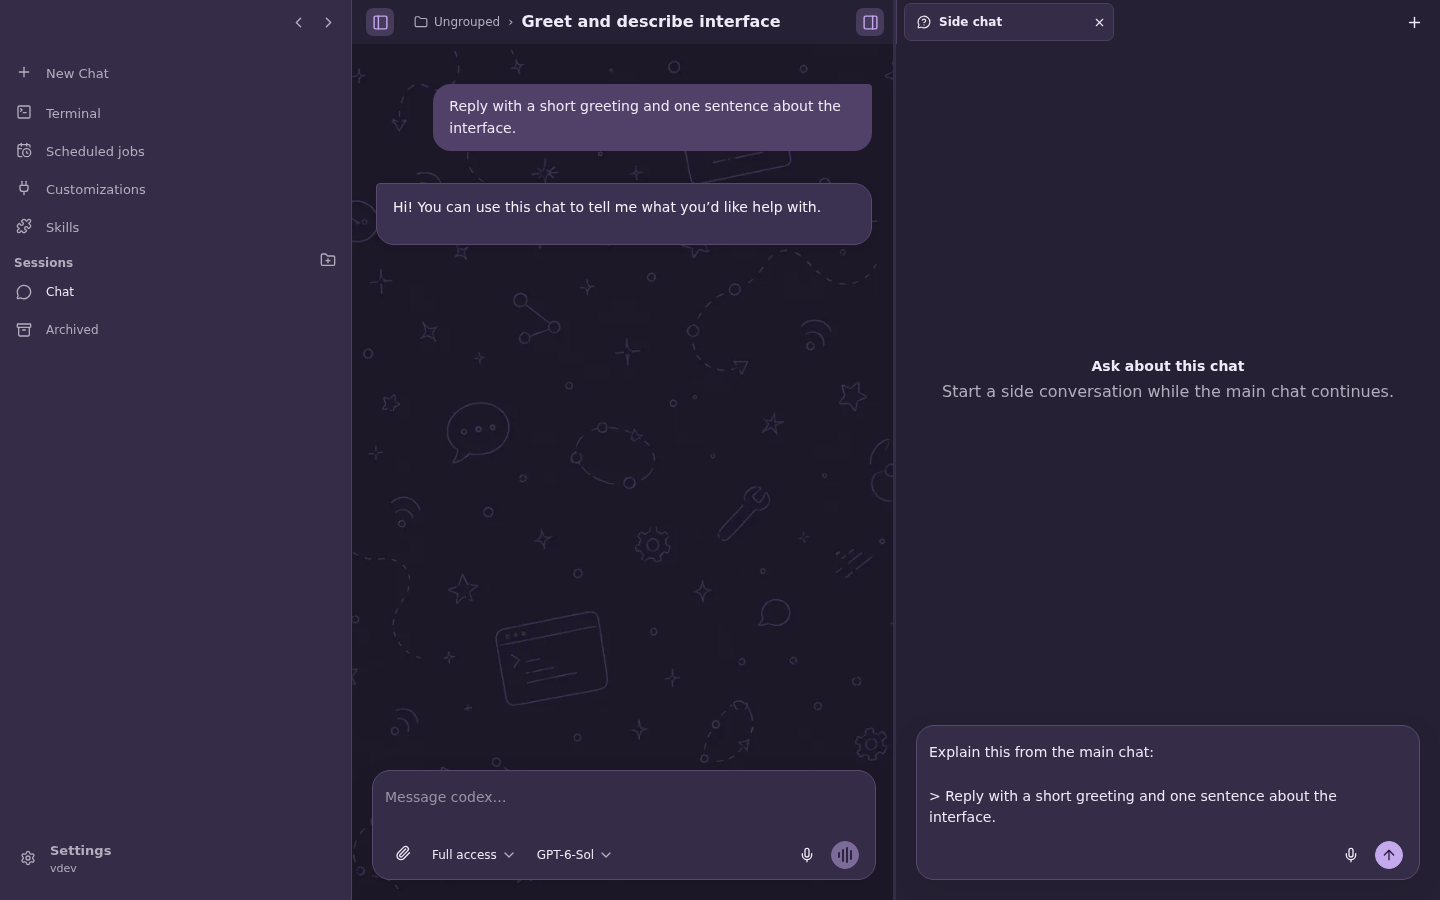 New Chat
Terminal
Scheduled jobs
Customizations
Skills
Sessions
Chat
Archived
Settings
vdev
Ungrouped › Greet and describe interface
Reply with a short greeting and one sentence about the
interface.
Hi! You can use this chat to tell me what you’d like help with.
Message codex…
Full access
GPT-6-Sol
Side chat
Ask about this chat
Start a side conversation while the main chat continues.
Explain this from the main chat:
> Reply with a short greeting and one sentence about the
interface.